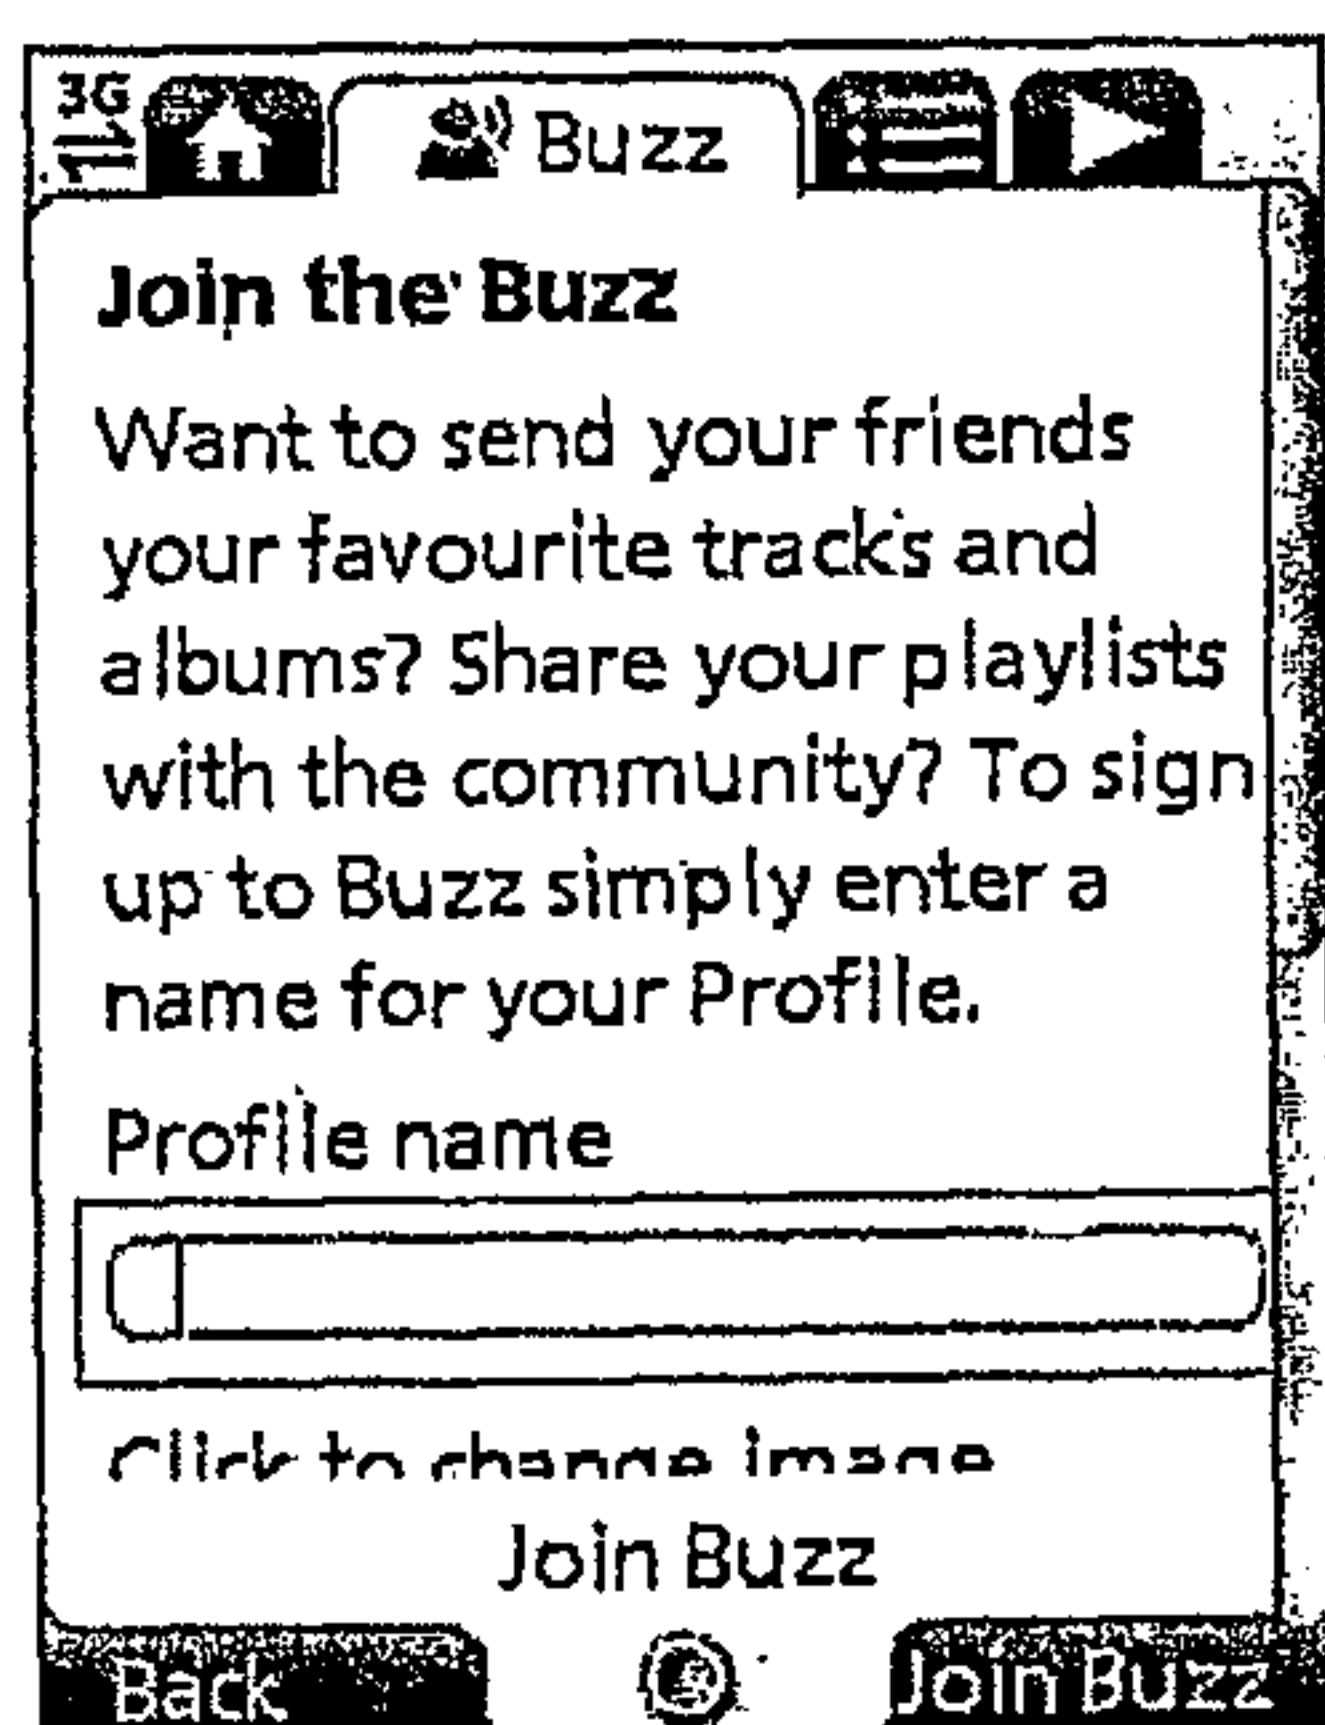 3G
Buzz
Join the Buzz
Want to send your friends
your favourite tracks and
albums? Share your playlists
with the community? To sign
up to Buzz simply enter a
name for your Profile.
Profile name
Click to change image
Join Buzz
Back
Join Buzz